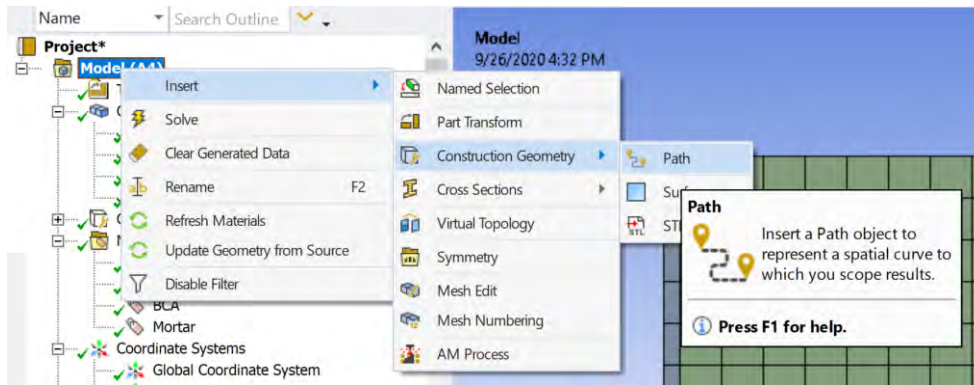 Name
Search Outline
Project*
Model (A4)
Model
9/26/2020 4:32 PM
Insert
Solve
Clear Generated Data
Rename F2
Refresh Materials
Update Geometry from Source
Disable Filter
Named Selection
Part Transform
Construction Geometry
Cross Sections
Virtual Topology
Symmetry
Mesh Edit
Mesh Numbering
AM Process
Path
STL
Path
Insert a Path object to
represent a spatial curve to
which you scope results.
Press F1 for help.
BCA
Mortar
Coordinate Systems
Global Coordinate System